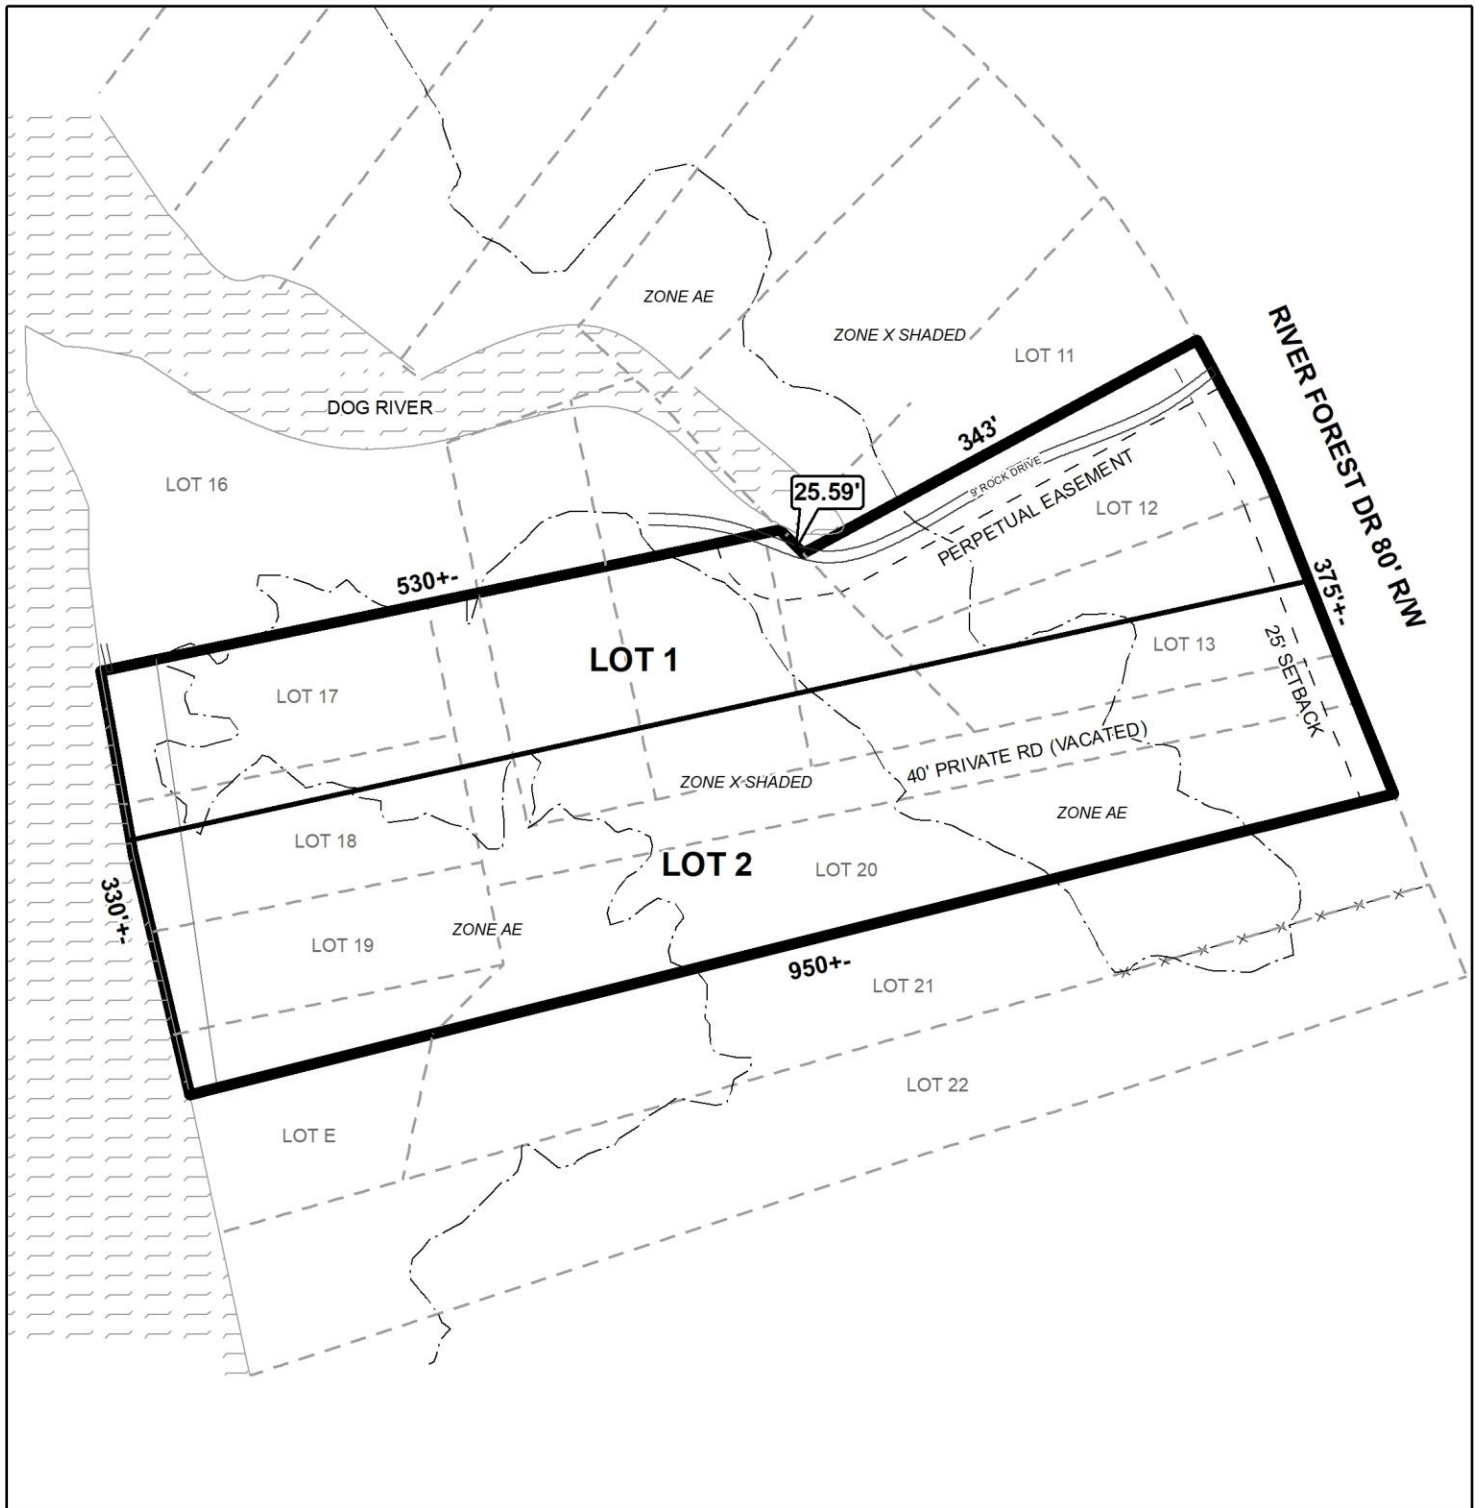 ZONE AE
ZONE X SHADED
LOT 11
RIVER FOREST DR 80' R/W
DOG RIVER
343'
9' ROCK DRIVE
LOT 16
25.59'
PERPETUAL EASEMENT
LOT 12
530+-
375'+-
LOT 1
LOT 13
25' SETBACK
LOT 17
40' PRIVATE RD (VACATED)
ZONE X SHADED
ZONE AE
LOT 18
LOT 2
LOT 20
330'+-
ZONE AE
LOT 19
950+-
LOT 21
LOT 22
LOT E